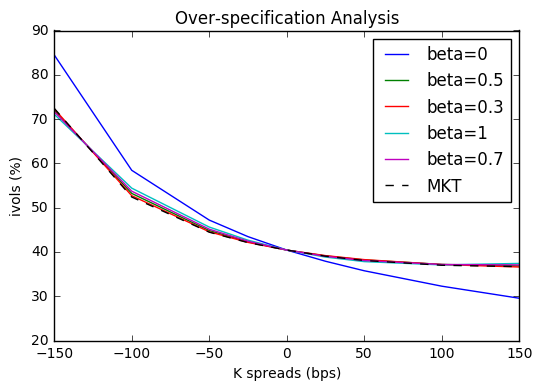 Over-specification Analysis
90
80
70
60
50
40
30
20
ivols (%)
beta=0
beta=0.5
beta=0.3
beta=1
beta=0.7
MKT
−150
−100
−50
0
50
100
150
K spreads (bps)